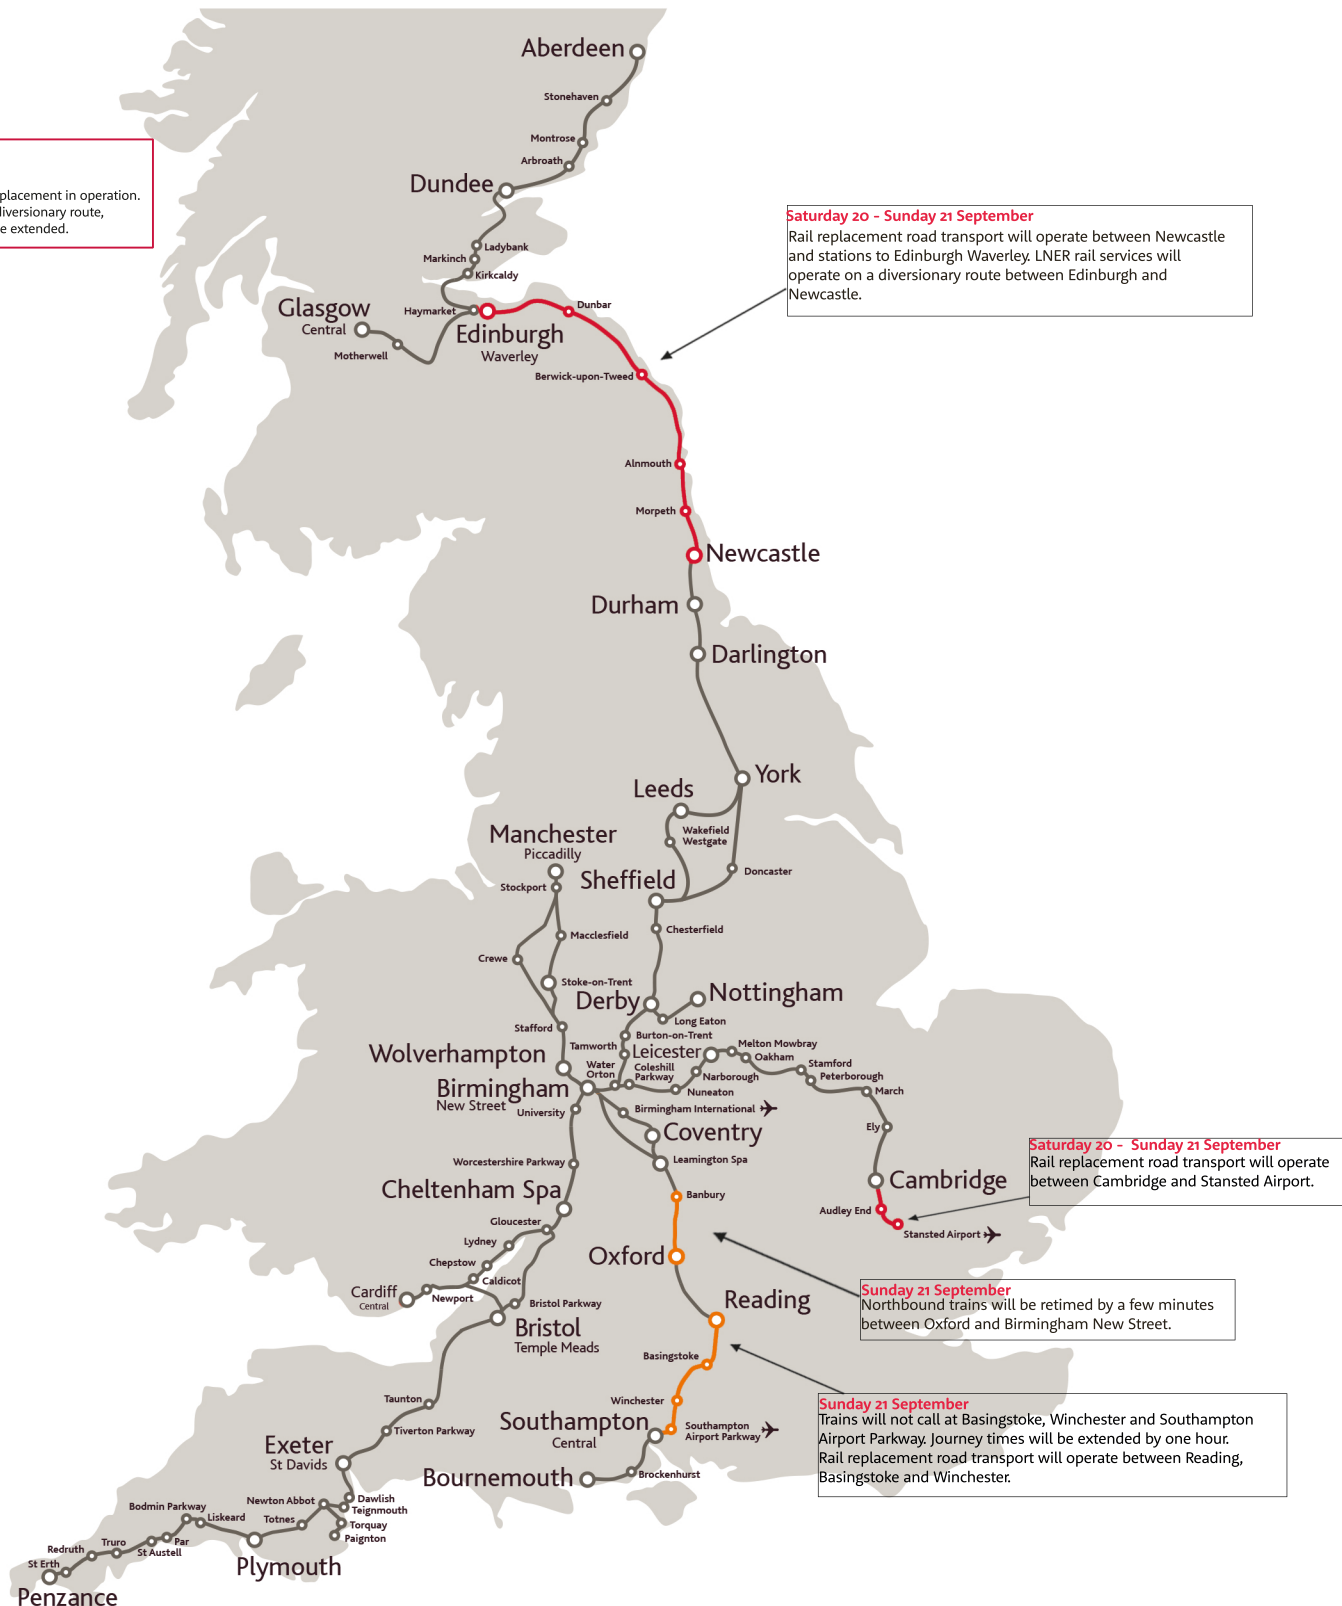 Aberdeen
Stonehaven
Montrose
Arbroath
Dundee
placement in operation.
diversionary route,
e extended.
Ladybank
Markinch
Kirkcaldy
Saturday 20 - Sunday 21 September
Rail replacement road transport will operate between Newcastle
and stations to Edinburgh Waverley. LNER rail services will
operate on a diversionary route between Edinburgh and
Newcastle.
Glasgow
Central
Motherwell
Haymarket
Edinburgh
Waverley
Dunbar
Berwick-upon-Tweed
Alnmouth
Morpeth
Newcastle
Durham
Darlington
York
Leeds
Wakefield
Westgate
Manchester
Piccadilly
Stockport
Sheffield
Doncaster
Chesterfield
Macclesfield
Crewe
Stoke-on-Trent
Derby
Nottingham
Long Eaton
Stafford
Burton-on-Trent
Tamworth
Wolverhampton
Leicester
Melton Mowbray
Oakham
Stamford
Peterborough
March
Water
Orton
Coleshill
Parkway
Narborough
Nuneaton
Birmingham
New Street
University
Birmingham International
Ely
Coventry
Leamington Spa
Worcestershire Parkway
Cheltenham Spa
Banbury
Cambridge
Saturday 20 - Sunday 21 September
Rail replacement road transport will operate
between Cambridge and Stansted Airport.
Audley End
Stansted Airport
Gloucester
Lydney
Chepstow
Caldicot
Oxford
Cardiff
Central
Newport
Bristol Parkway
Bristol
Temple Meads
Reading
Sunday 21 September
Northbound trains will be retimed by a few minutes
between Oxford and Birmingham New Street.
Basingstoke
Winchester
Southampton
Central
Southampton
Airport Parkway
Sunday 21 September
Trains will not call at Basingstoke, Winchester and Southampton
Airport Parkway. Journey times will be extended by one hour.
Rail replacement road transport will operate between Reading,
Basingstoke and Winchester.
Taunton
Tiverton Parkway
Exeter
St Davids
Bournemouth
Brockenhurst
Newton Abbot
Dawlish
Teignmouth
Torquay
Paignton
Bodmin Parkway
Liskeard
Totnes
Plymouth
Par
St Austell
Truro
Redruth
St Erth
Penzance